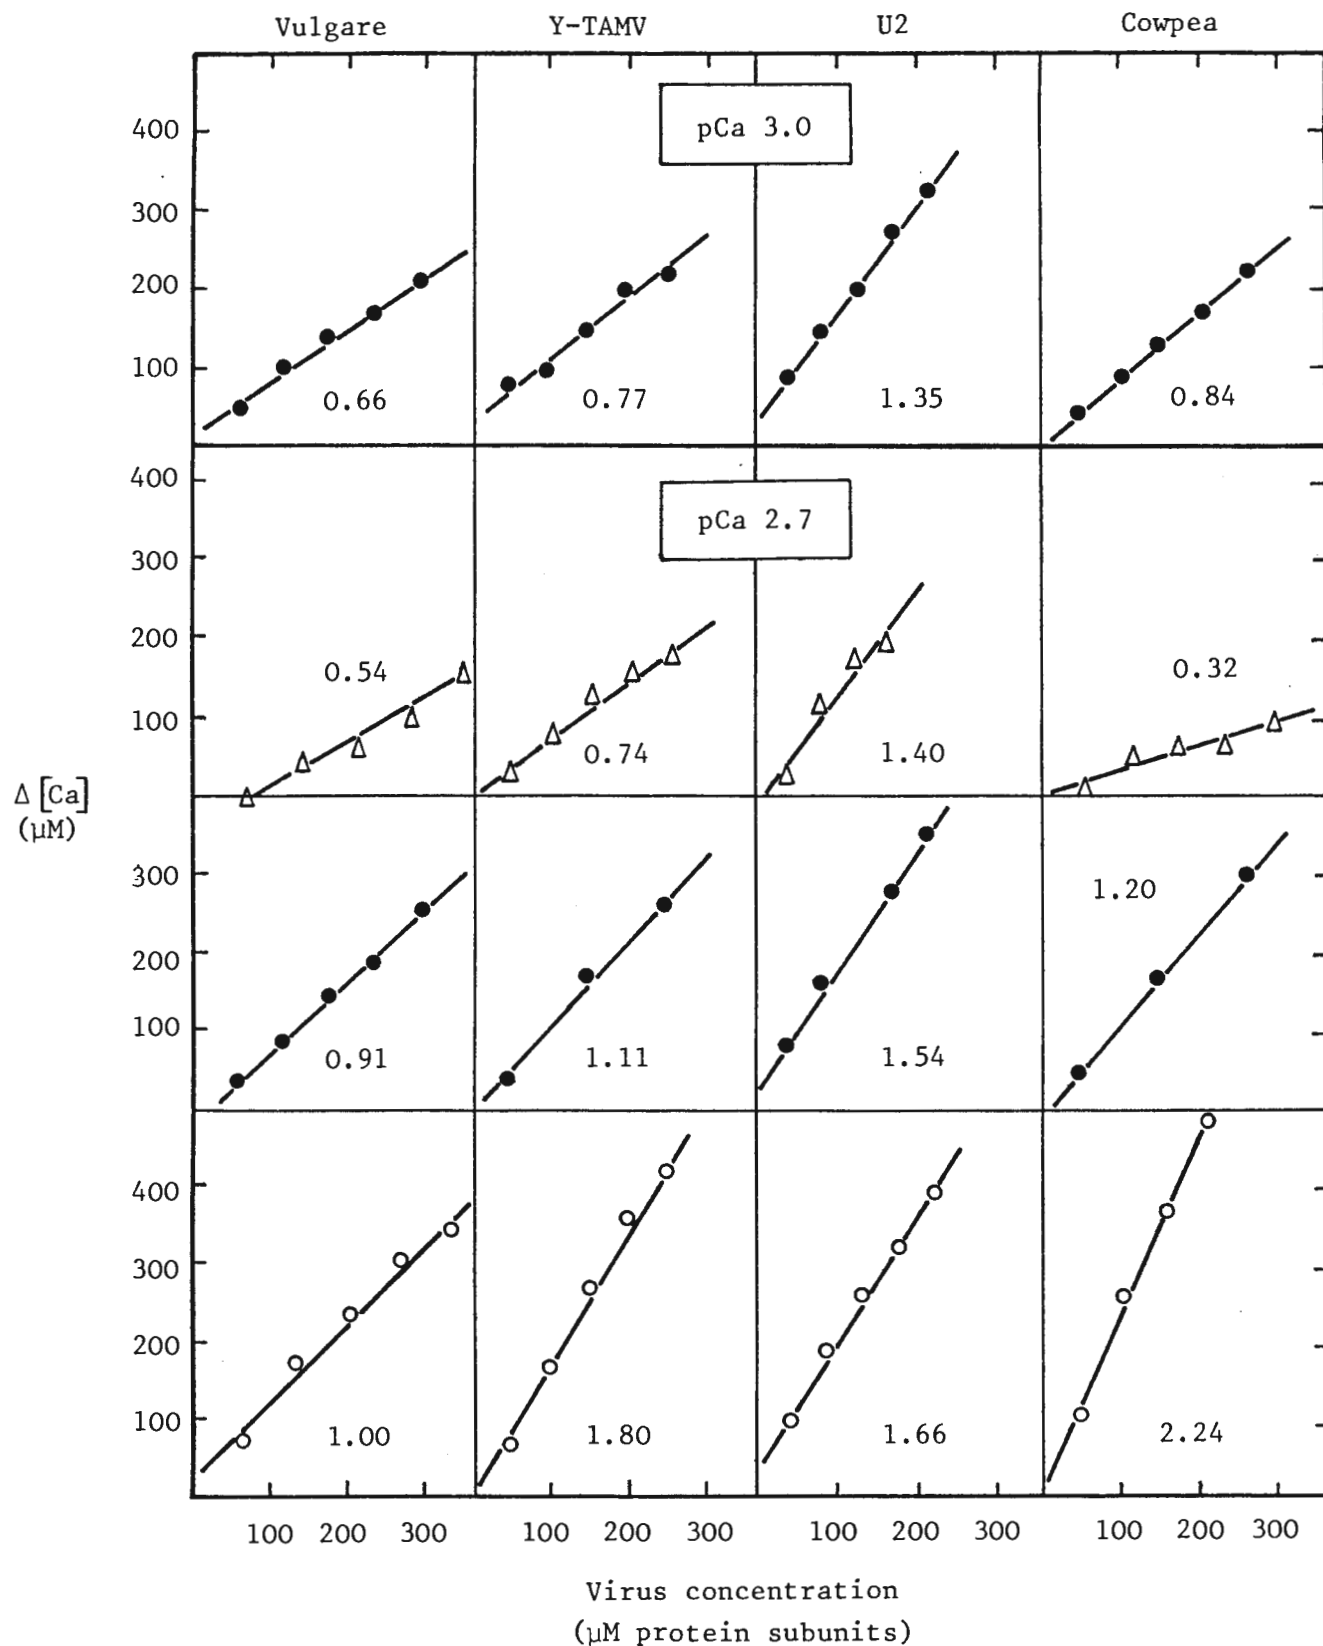 Vulgare Y-TAMV U2 Cowpea
pCa 3.0
400
300
200
100
0.66 0.77 1.35 0.84
pCa 2.7
400
300
200
100
0.54 0.74 1.40 0.32
Δ [Ca]
(µM)
300
200
100
0.91 1.11 1.54 1.20
400
300
200
100
1.00 1.80 1.66 2.24
100 200 300 100 200 300 100 200 300 100 200 300
Virus concentration
(µM protein subunits)